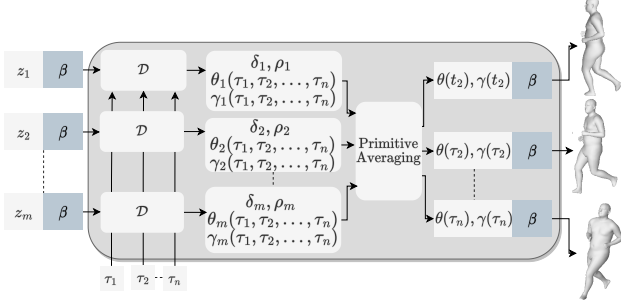 z₁ β
𝒟
δ₁, ρ₁
θ₁(τ₁, τ₂, ..., τₙ)
γ₁(τ₁, τ₂, ..., τₙ)
θ(t₂), γ(t₂) β
z₂ β
𝒟
δ₂, ρ₂
θ₂(τ₁, τ₂, ..., τₙ)
γ₂(τ₁, τ₂, ..., τₙ)
Primitive
Averaging
θ(τ₂), γ(τ₂) β
zₘ β
𝒟
δₘ, ρₘ
θₘ(τ₁, τ₂, ..., τₙ)
γₘ(τ₁, τ₂, ..., τₙ)
θ(τₙ), γ(τₙ) β
τ₁ τ₂ τₙ